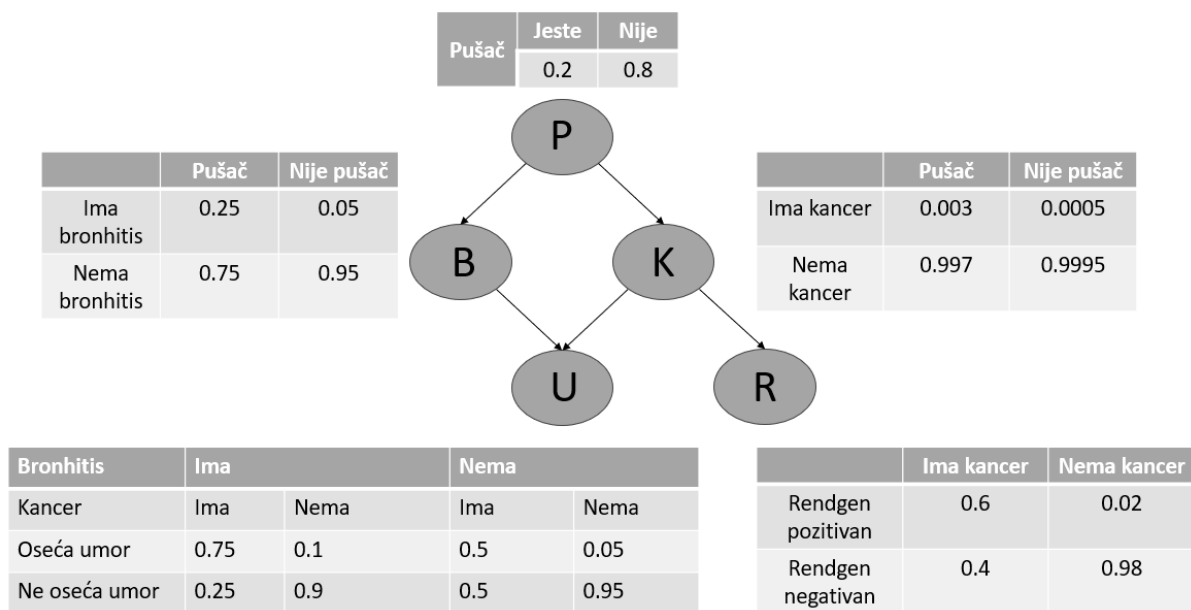 Pušač Jeste Nije
0.2 0.8
P
Pušač Nije pušač
Ima bronhitis 0.25 0.05
Nema bronhitis 0.75 0.95
Pušač Nije pušač
Ima kancer 0.003 0.0005
Nema kancer 0.997 0.9995
B K
U R
Bronhitis Ima Nema
Kancer Ima Nema Ima Nema
Oseća umor 0.75 0.1 0.5 0.05
Ne oseća umor 0.25 0.9 0.5 0.95
Ima kancer Nema kancer
Rendgen pozitivan 0.6 0.02
Rendgen negativan 0.4 0.98